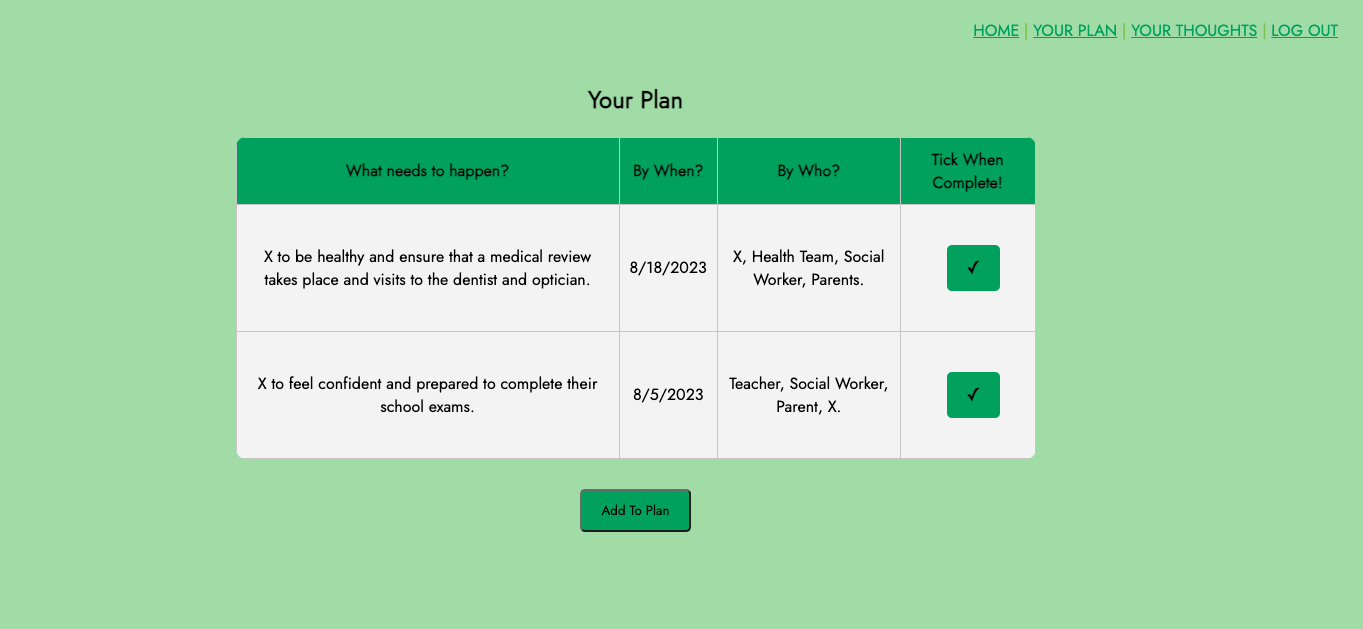 HOME | YOUR PLAN | YOUR THOUGHTS | LOG OUT
Your Plan
What needs to happen?
By When?
By Who?
Tick When
Complete!
X to be healthy and ensure that a medical review
takes place and visits to the dentist and optician.
8/18/2023
X, Health Team, Social
Worker, Parents.
✓
X to feel confident and prepared to complete their
school exams.
8/5/2023
Teacher, Social Worker,
Parent, X.
✓
Add To Plan